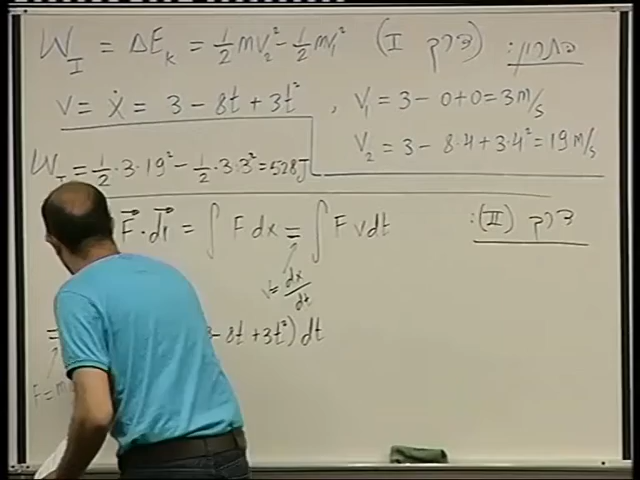 פתרון: (דרך I) W_I = ΔE_k = ½mv₂² - ½mv₁²
v = ẋ = 3 - 8t + 3t² , v₁ = 3 - 0 + 0 = 3 m/s
v₂ = 3 - 8·4 + 3·4² = 19 m/s
W_I = ½·3·19² - ½·3·3² = 528J
דרך (II):
F⃗·d⃗r = ∫ F dx = ∫ F v dt
v = dx/dt
- 8t + 3t²) dt
F = m